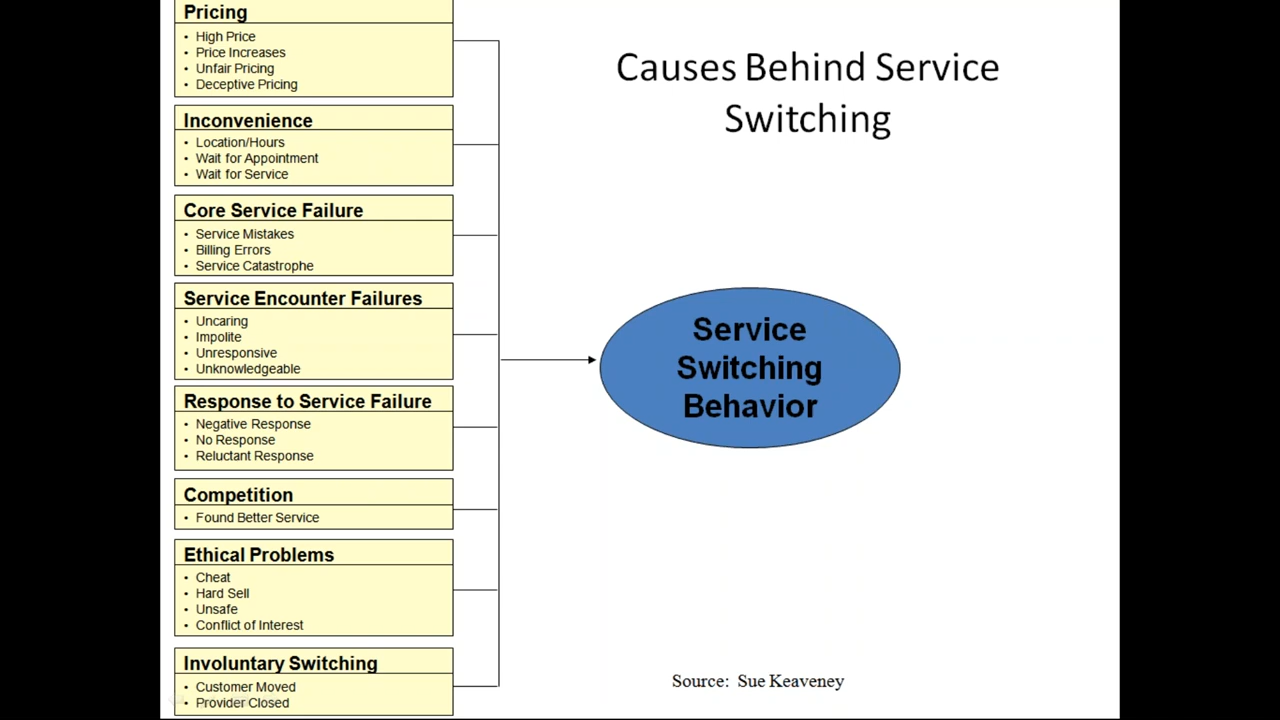 Causes Behind Service
Switching
Pricing
• High Price
• Price Increases
• Unfair Pricing
• Deceptive Pricing
Inconvenience
• Location/Hours
• Wait for Appointment
• Wait for Service
Core Service Failure
• Service Mistakes
• Billing Errors
• Service Catastrophe
Service Encounter Failures
• Uncaring
• Impolite
• Unresponsive
• Unknowledgeable
Response to Service Failure
• Negative Response
• No Response
• Reluctant Response
Competition
• Found Better Service
Ethical Problems
• Cheat
• Hard Sell
• Unsafe
• Conflict of Interest
Involuntary Switching
• Customer Moved
• Provider Closed
Service
Switching
Behavior
Source: Sue Keaveney